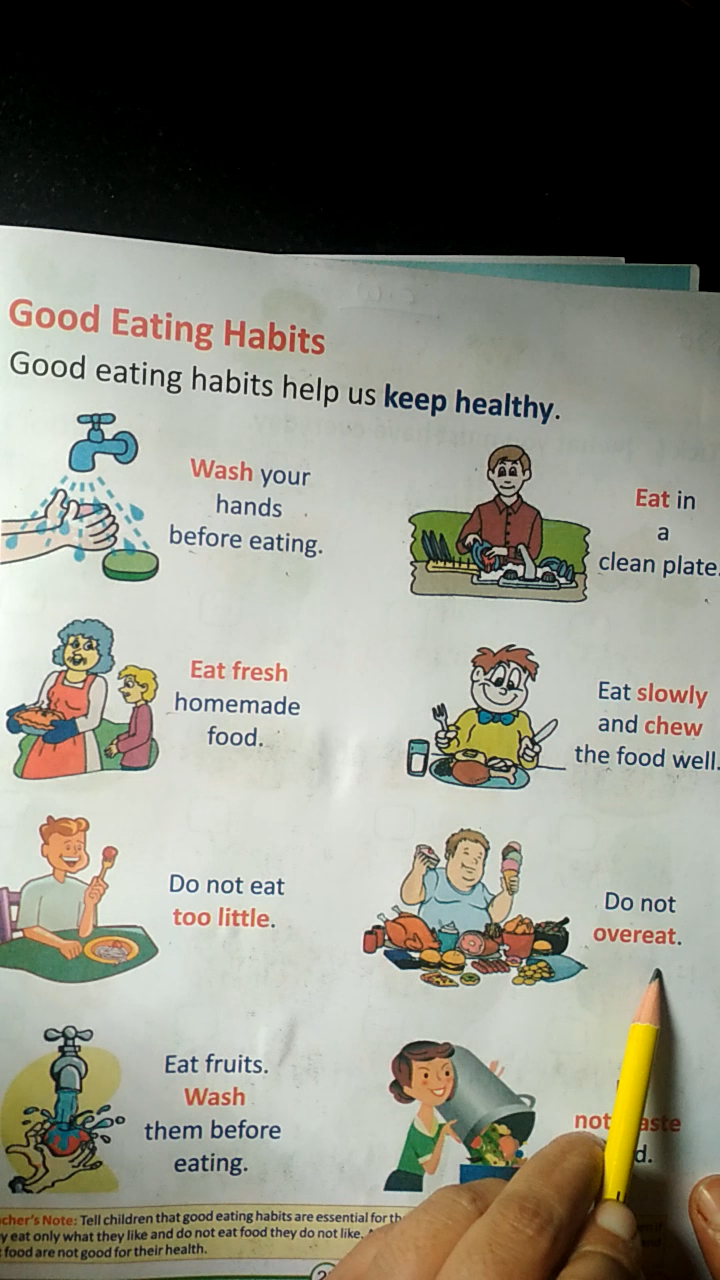 Good Eating Habits
Good eating habits help us keep healthy.
Wash your
hands
before eating.
Eat in
a
clean plate.
Eat fresh
homemade
food.
Eat slowly
and chew
the food well.
Do not eat
too little.
Do not
overeat.
Eat fruits.
Wash
them before
eating.
not
Note: Tell children that good eating habits are essential for
eat only what they like and do not eat food they do not like.
food are not good for their health.